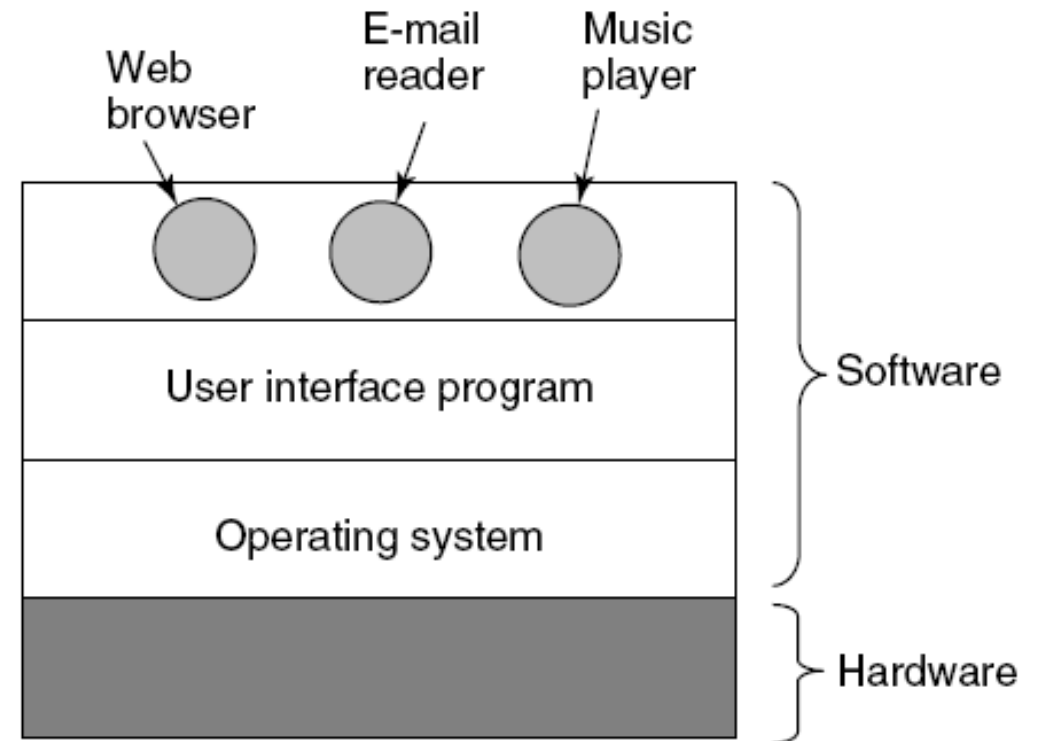 Web
browser
E-mail
reader
Music
player
User interface program
Operating system
Software
Hardware